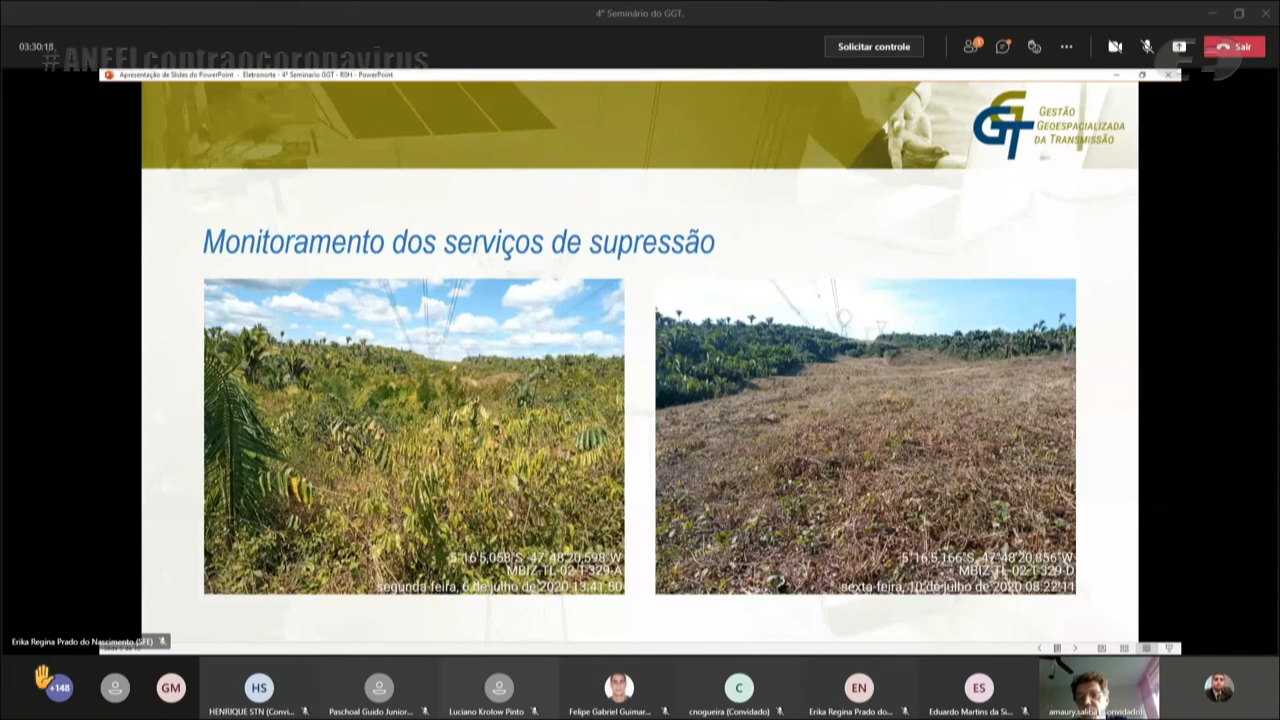 4º Seminário do GGT.
03:30:18
#ANEELcontraocoronavirus
Solicitar controle
1
Sair
Apresentação de Slides do PowerPoint - Eletronorte - 4º Seminario GGT - R0H - PowerPoint
GGT
GESTÃO
GEOESPACIALIZADA
DA TRANSMISSÃO
Monitoramento dos serviços de supressão
5°16'5,058"S, 47°48'20,598"W
MBIZ-TL-02-T329-A
segunda-feira, 6 de julho de 2020 13:41:50
5°16'5,166"S, 47°48'20,856"W
MBIZ-TL-02-T329-D
sexta-feira, 10 de julho de 2020 08:22:11
Erika Regina Prado do Nascimento (SFE)
+148
GM
HS
HENRIQUE STN (Convi...
Paschoal Guido Junior...
Luciano Krolow Pinto
Felipe Gabriel Guimar...
C
cnogueira (Convidado)
EN
Erika Regina Prado do...
ES
Eduardo Martins da Si...
amaury.saliba (Convidado)